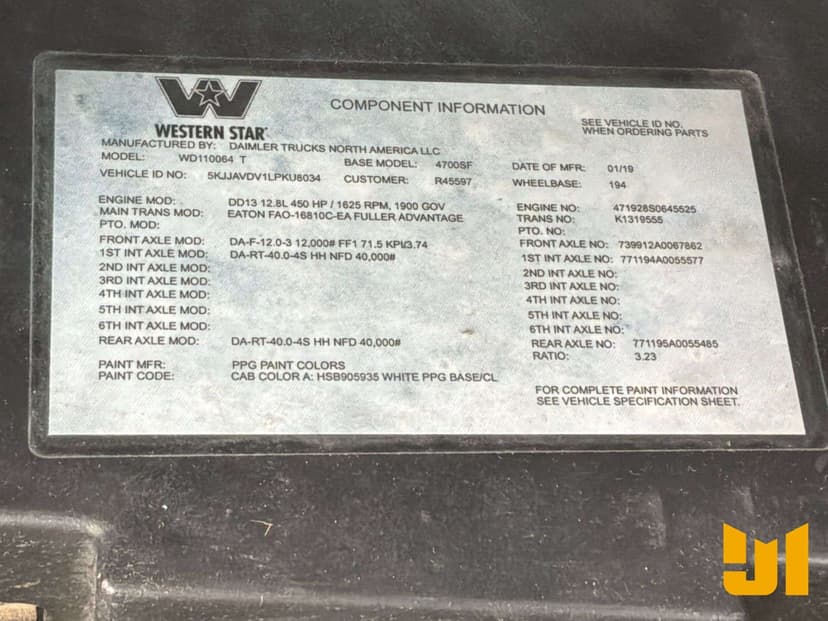 WESTERN STAR
COMPONENT INFORMATION
SEE VEHICLE ID NO.
WHEN ORDERING PARTS
MANUFACTURED BY: DAIMLER TRUCKS NORTH AMERICA LLC
MODEL: WD110064 T BASE MODEL: 4700SF DATE OF MFR: 01/19
VEHICLE ID NO: 5KJJAVDV1LPKU8034 CUSTOMER: R45597 WHEELBASE: 194
ENGINE MOD: DD13 12.8L 450 HP / 1625 RPM, 1900 GOV ENGINE NO: 471928S0645525
MAIN TRANS MOD: EATON FAO-16810C-EA FULLER ADVANTAGE TRANS NO: K1319555
PTO. MOD: PTO. NO:
FRONT AXLE MOD: DA-F-12.0-3 12,000# FF1 71.5 KPI/3.74 FRONT AXLE NO: 739912A0067862
1ST INT AXLE MOD: DA-RT-40.0-4S HH NFD 40,000# 1ST INT AXLE NO: 771194A0055577
2ND INT AXLE MOD: 2ND INT AXLE NO:
3RD INT AXLE MOD: 3RD INT AXLE NO:
4TH INT AXLE MOD: 4TH INT AXLE NO:
5TH INT AXLE MOD: 5TH INT AXLE NO:
6TH INT AXLE MOD: 6TH INT AXLE NO:
REAR AXLE MOD: DA-RT-40.0-4S HH NFD 40,000# REAR AXLE NO: 771195A0055485
RATIO: 3.23
PAINT MFR: PPG PAINT COLORS
PAINT CODE: CAB COLOR A: HSB905935 WHITE PPG BASE/CL
FOR COMPLETE PAINT INFORMATION
SEE VEHICLE SPECIFICATION SHEET.